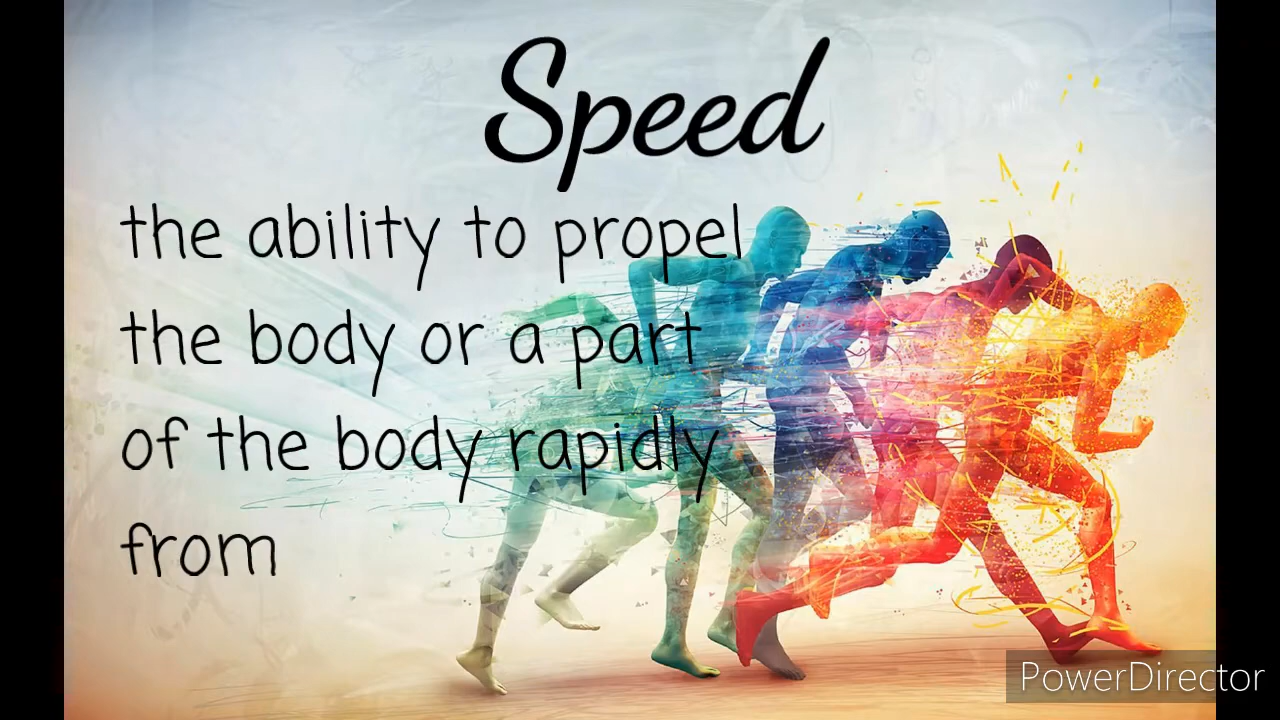 Speed
the ability to propel
the body or a part
of the body rapidly
from
PowerDirector